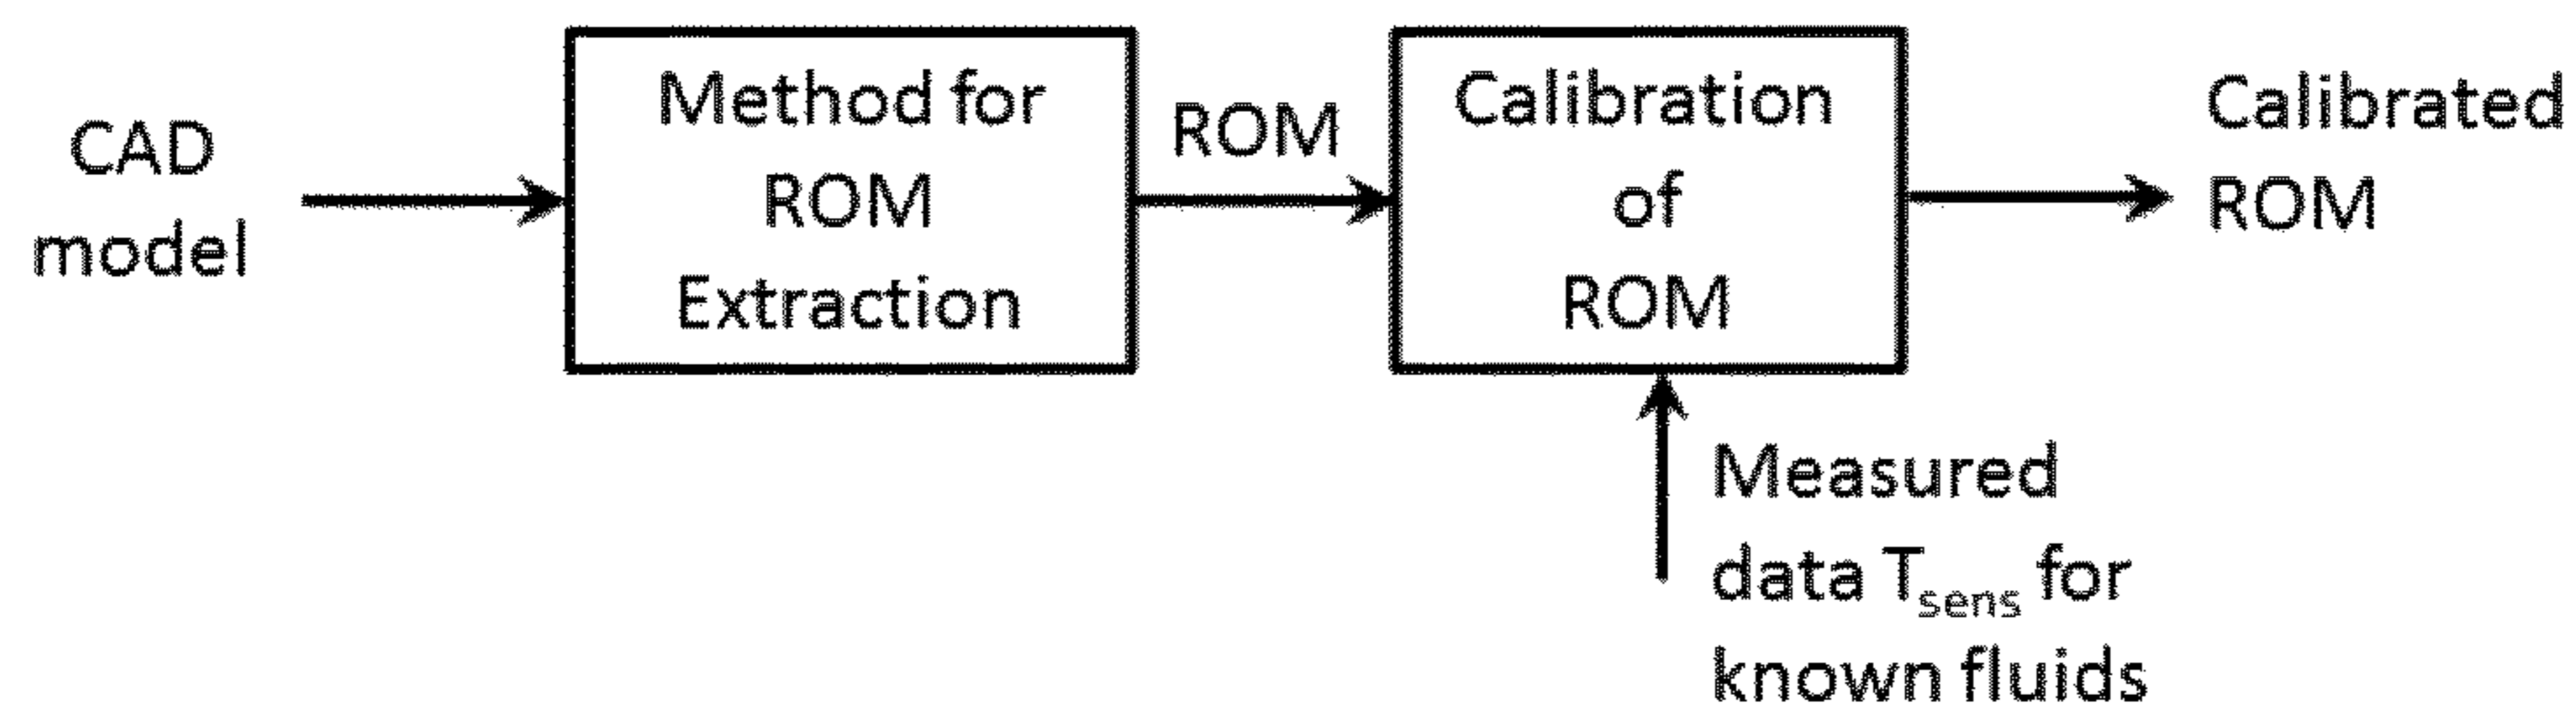 CAD
model
Method for
ROM
Extraction
ROM
Calibration
of
ROM
Calibrated
ROM
Measured
data Tsens for
known fluids